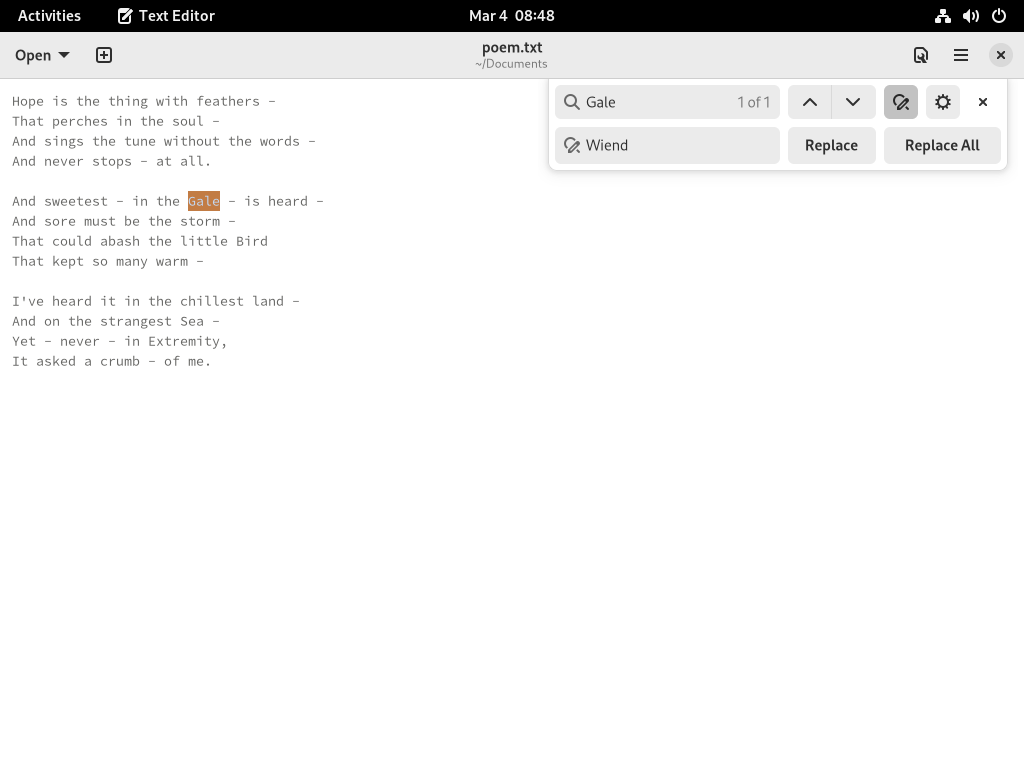 Activities Text Editor Mar 4 08:48
Open poem.txt
~/Documents
Gale 1 of 1
Wiend Replace Replace All
Hope is the thing with feathers –
That perches in the soul –
And sings the tune without the words –
And never stops – at all.
And sweetest – in the Gale – is heard –
And sore must be the storm –
That could abash the little Bird
That kept so many warm –
I've heard it in the chillest land –
And on the strangest Sea –
Yet – never – in Extremity,
It asked a crumb – of me.